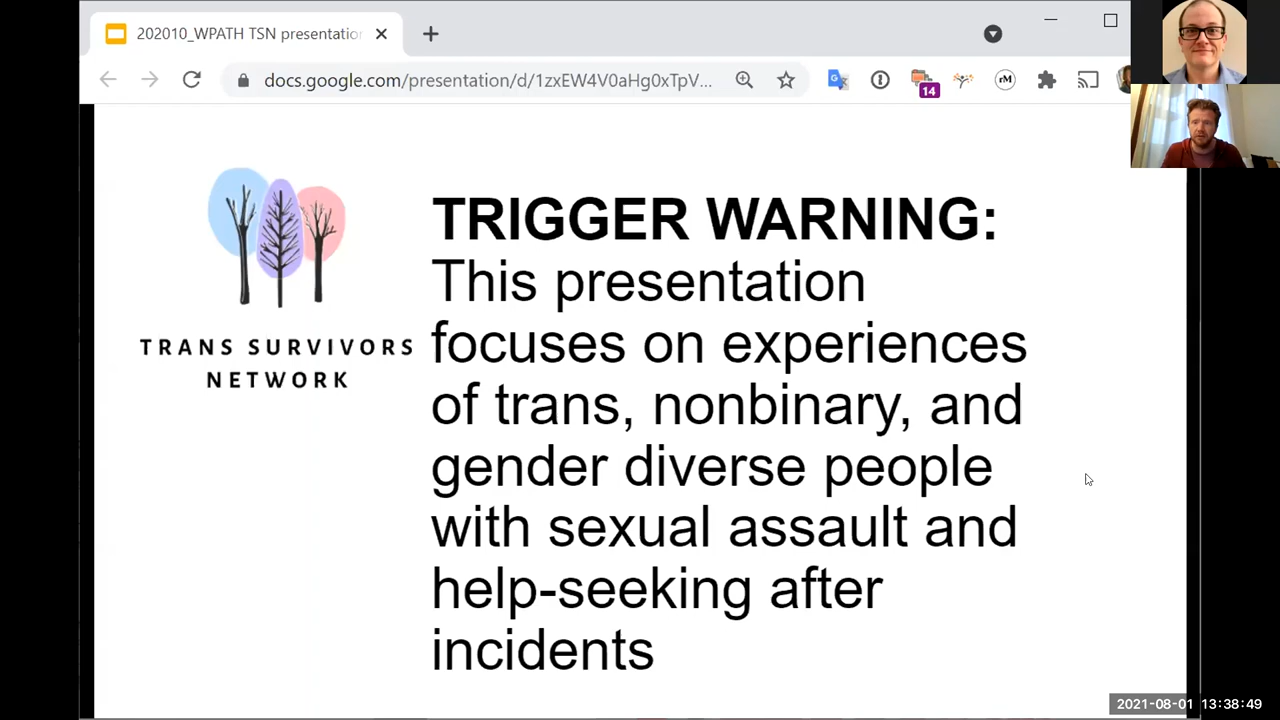 202010_WPATH TSN presentation
docs.google.com/presentation/d/1zxEW4V0aHg0xTpV...
14
rM
TRANS SURVIVORS
NETWORK
TRIGGER WARNING:
This presentation
focuses on experiences
of trans, nonbinary, and
gender diverse people
with sexual assault and
help-seeking after
incidents
2021-08-01 13:38:49